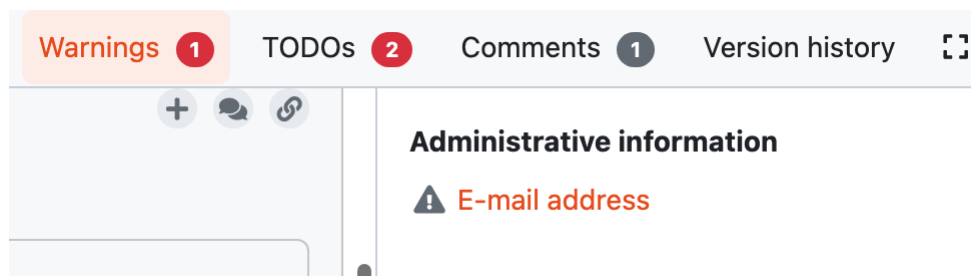 Warnings 1 TODOs 2 Comments 1 Version history
Administrative information
E-mail address